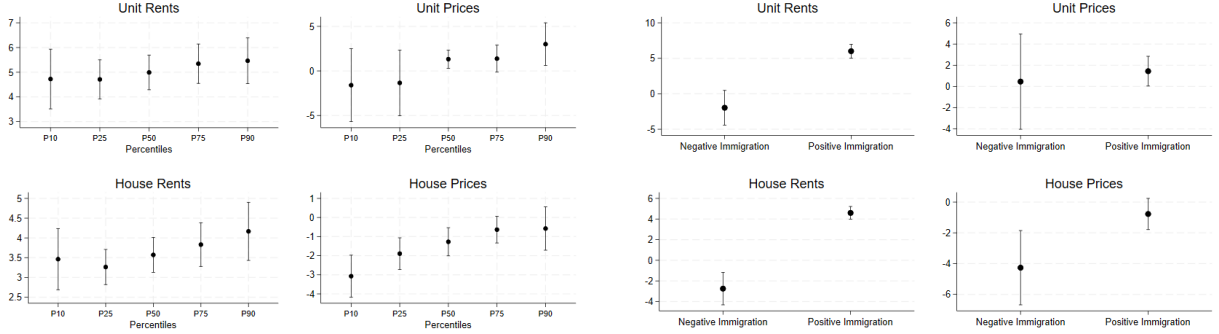 Unit Rents
7
6
5
4
3
P10 P25 P50 P75 P90
Percentiles
Unit Prices
5
0
-5
P10 P25 P50 P75 P90
Percentiles
Unit Rents
10
5
0
-5
Negative Immigration Positive Immigration
Unit Prices
6
4
2
0
-2
-4
Negative Immigration Positive Immigration
House Rents
5
4.5
4
3.5
3
2.5
P10 P25 P50 P75 P90
Percentiles
House Prices
1
0
-1
-2
-3
-4
P10 P25 P50 P75 P90
Percentiles
House Rents
6
4
2
0
-2
-4
Negative Immigration Positive Immigration
House Prices
0
-2
-4
-6
Negative Immigration Positive Immigration